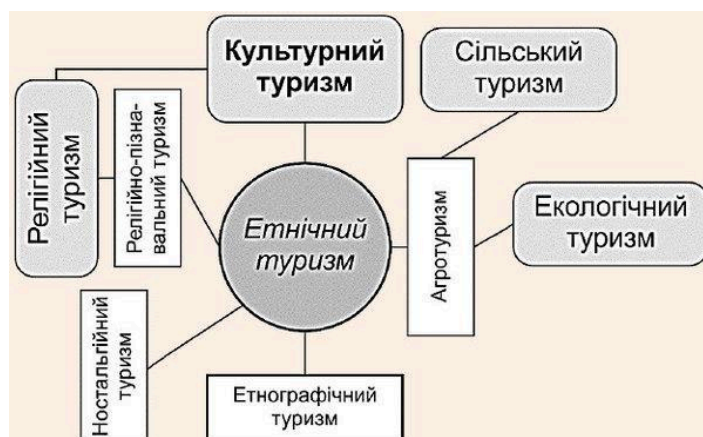 Культурний
туризм
Сільський
туризм
Релігійний
туризм
Релігійно-пізна-
вальний туризм
Етнічний
туризм
Агротуризм
Екологічний
туризм
Ностальгійний
туризм
Етнографічний
туризм